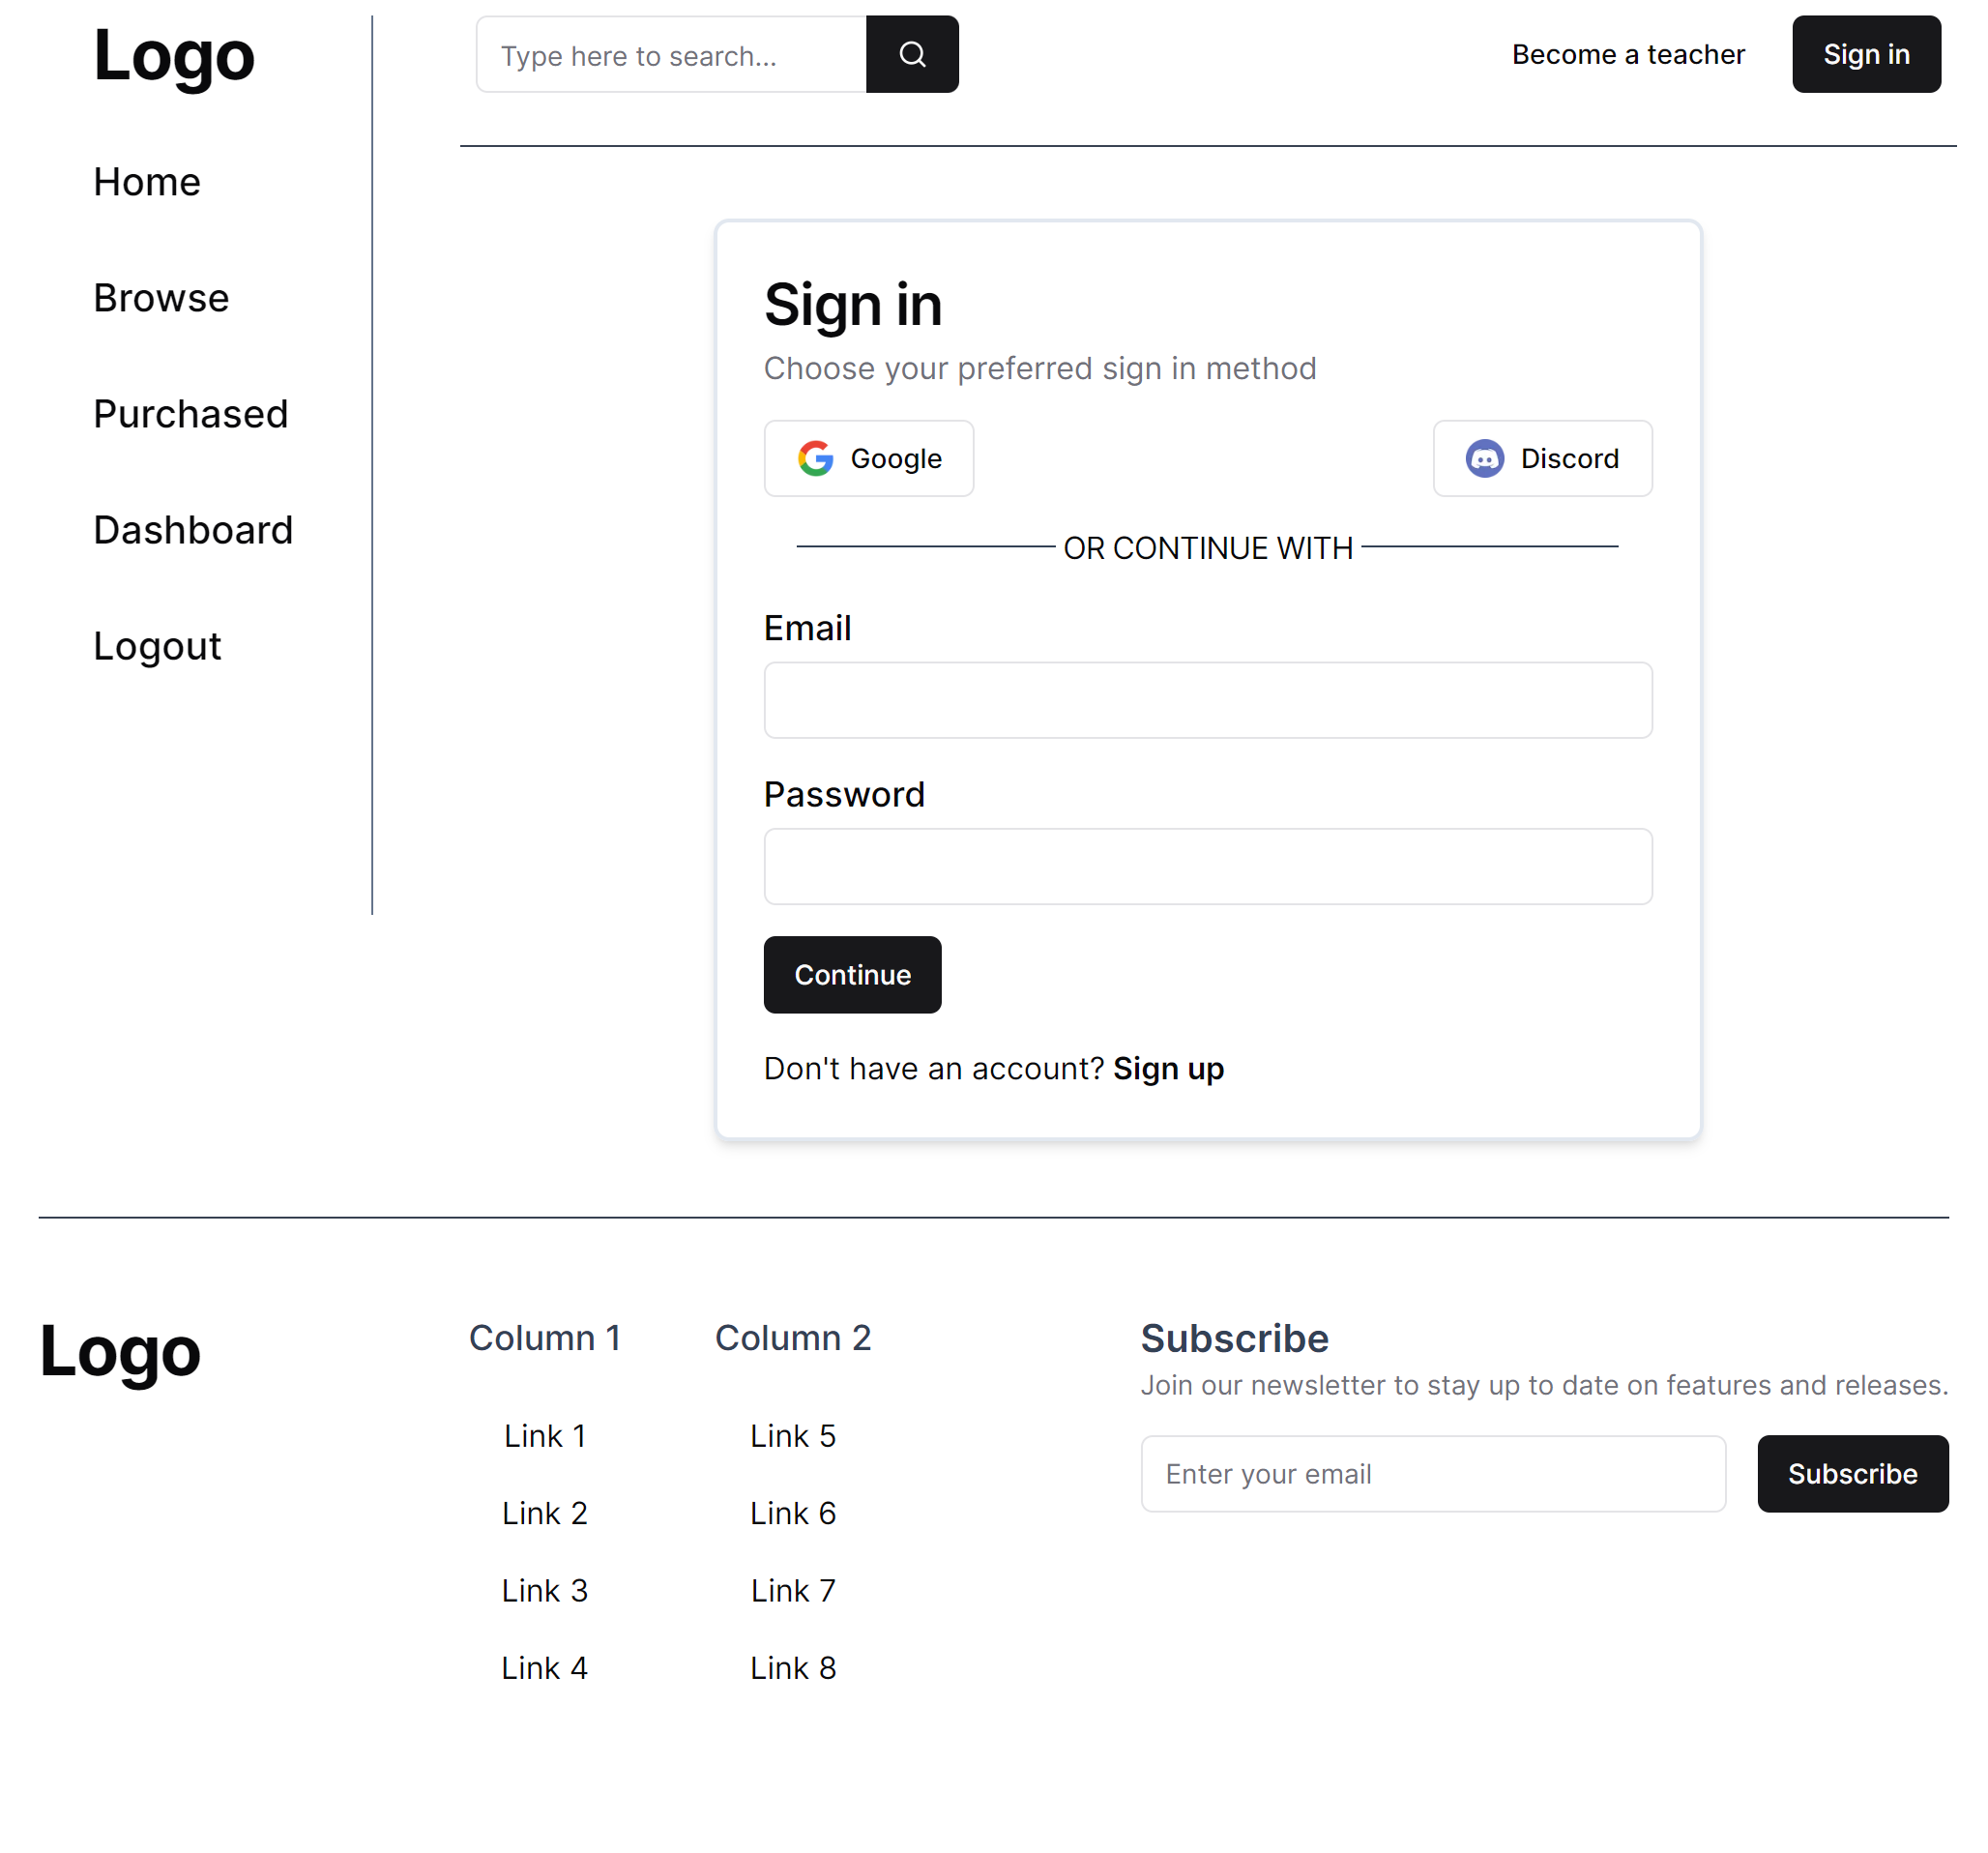 Logo
Home
Browse
Purchased
Dashboard
Logout
Type here to search...
Become a teacher
Sign in
Sign in
Choose your preferred sign in method
Google
Discord
OR CONTINUE WITH
Email
Password
Continue
Don't have an account? Sign up
Logo
Column 1
Link 1
Link 2
Link 3
Link 4
Column 2
Link 5
Link 6
Link 7
Link 8
Subscribe
Join our newsletter to stay up to date on features and releases.
Enter your email
Subscribe